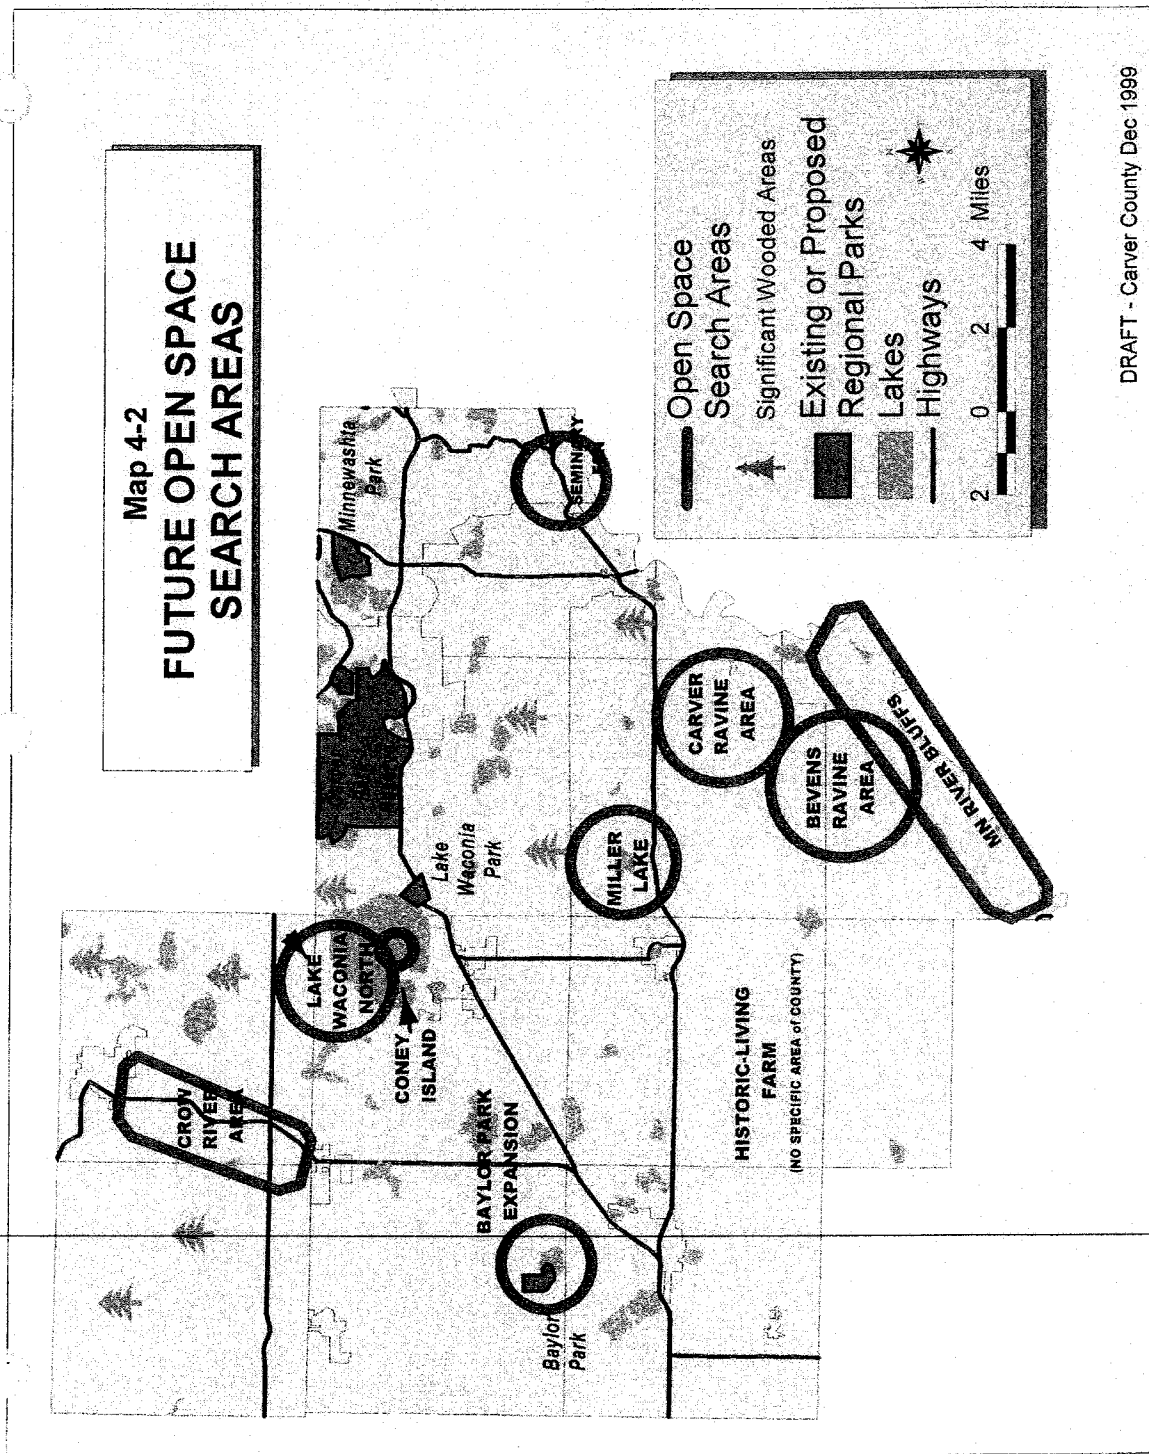 Map 4-2
FUTURE OPEN SPACE
SEARCH AREAS
Minnewashta
Park
SEMINARY
FEN
CROW
RIVER
AREA
LAKE
WACONIA
NORTH
CONEY
ISLAND
Lake
Waconia
Park
BAYLOR PARK
EXPANSION
Baylor
Park
MILLER
LAKE
CARVER
RAVINE
AREA
BEVENS
RAVINE
AREA
MN RIVER BLUFFS
HISTORIC-LIVING
FARM
(NO SPECIFIC AREA of COUNTY)
Open Space
Search Areas
Significant Wooded Areas
Existing or Proposed
Regional Parks
Lakes
Highways
2 0 2 4 Miles
DRAFT - Carver County Dec 1999